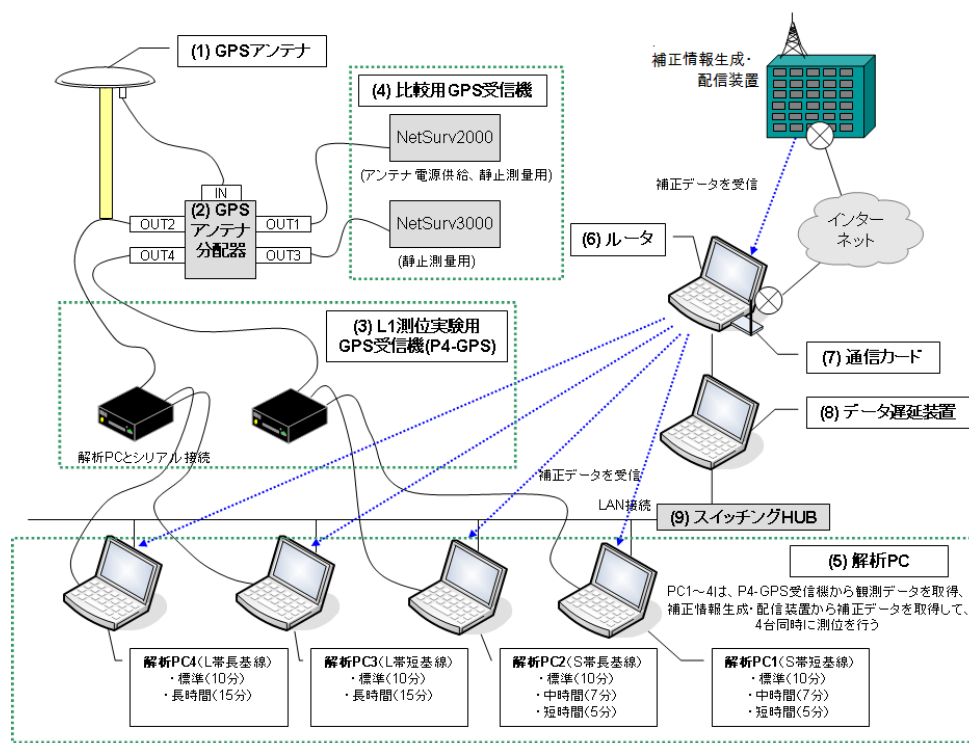 (1) GPSアンテナ
補正情報生成・
配信装置
(4) 比較用GPS受信機
NetSurv2000
(アンテナ電源供給、静止測量用)
NetSurv3000
(静止測量用)
IN
(2) GPS
アンテナ
分配器
OUT2
OUT1
OUT4
OUT3
補正データを受信
インター
ネット
(6) ルータ
(7) 通信カード
(8) データ遅延装置
(3) L1測位実験用
GPS受信機(P4-GPS)
解析PCとシリアル接続
補正データを受信
LAN接続
(9) スイッチングHUB
(5) 解析PC
PC1～4は、P4-GPS受信機から観測データを取得、
補正情報生成・配信装置から補正データを取得して、
4台同時に測位を行う
解析PC4(L帯長基線)
・標準(10分)
・長時間(15分)
解析PC3(L帯短基線)
・標準(10分)
・長時間(15分)
解析PC2(S帯長基線)
・標準(10分)
・中時間(7分)
・短時間(5分)
解析PC1(S帯短基線)
・標準(10分)
・中時間(7分)
・短時間(5分)